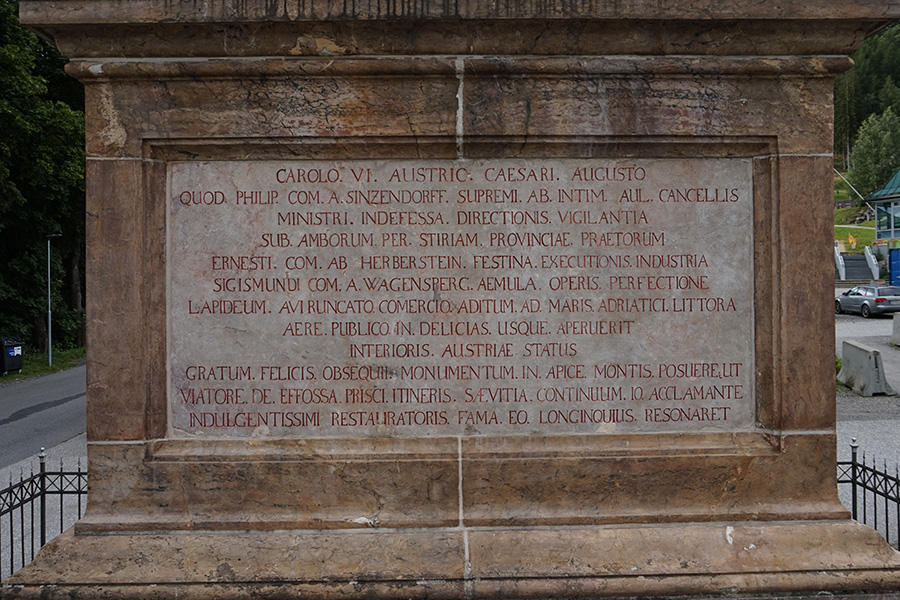 CAROLO. VI. AUSTRIC. CAESARI. AUGUSTO
QUOD. PHILIP. COM. A. SINZENDORFF. SUPREMI. AB. INTIM. AUL. CANCELLIS
MINISTRI. INDEFESSA. DIRECTIONIS. VIGILANTIA
SUB. AMBORUM. PER. STIRIAM. PROVINCIAE. PRAETORUM
ERNESTI. COM. AB HERBERSTEIN. FESTINA. EXECUTIONIS. INDUSTRIA
SIGISMUNDI COM. A. WAGENSPERG. AEMULA. OPERIS. PERFECTIONE
LAPIDEUM. AVIRUNCATO. COMERCIO. ADITUM. AD. MARIS. ADRIATICI. LITTORA
AERE. PUBLICO. IN. DELICIAS. USQUE. APERUERIT
INTERIORIS. AUSTRIAE. STATUS
GRATUM. FELICIS. OBSEQUII. MONUMENTUM. IN. APICE. MONTIS. POSUERE, UT
VIATORE. DE. EFFOSSA. PRISCI. ITINERIS. SÆVITIA. CONTINUUM. IO. ACCLAMANTE
INDULGENTISSIMI RESTAURATORIS. FAMA. EO. LONGINQUIUS. RESONARET